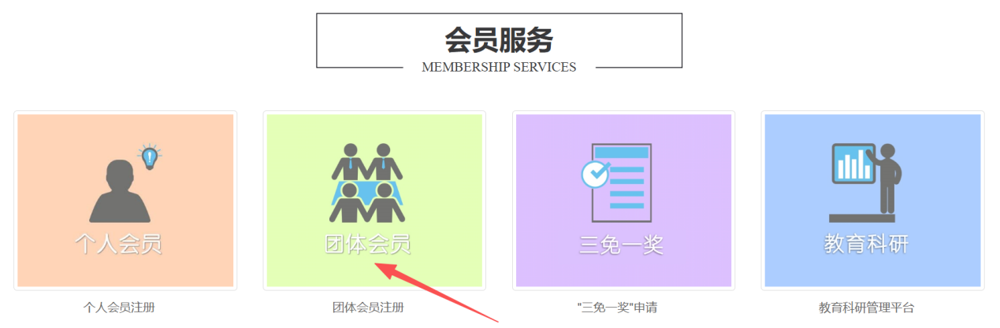 会员服务
MEMBERSHIP SERVICES
个人会员
团体会员
三免一奖
教育科研
个人会员注册
团体会员注册
"三免一奖"申请
教育科研管理平台